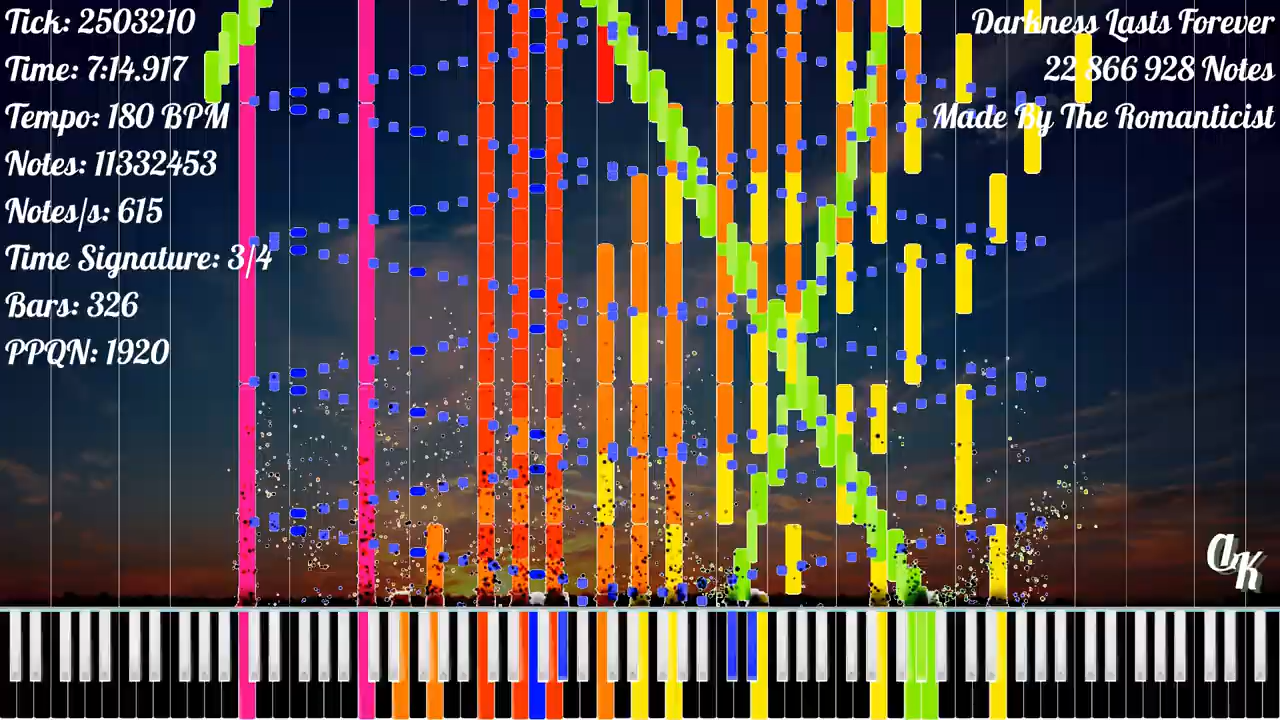 Tick: 2503210
Time: 7:14.917
Tempo: 180 BPM
Notes: 11332453
Notes/s: 615
Time Signature: 3/4
Bars: 326
PPQN: 1920
Darkness Lasts Forever
22 866 928 Notes
Made By The Romanticist
AK